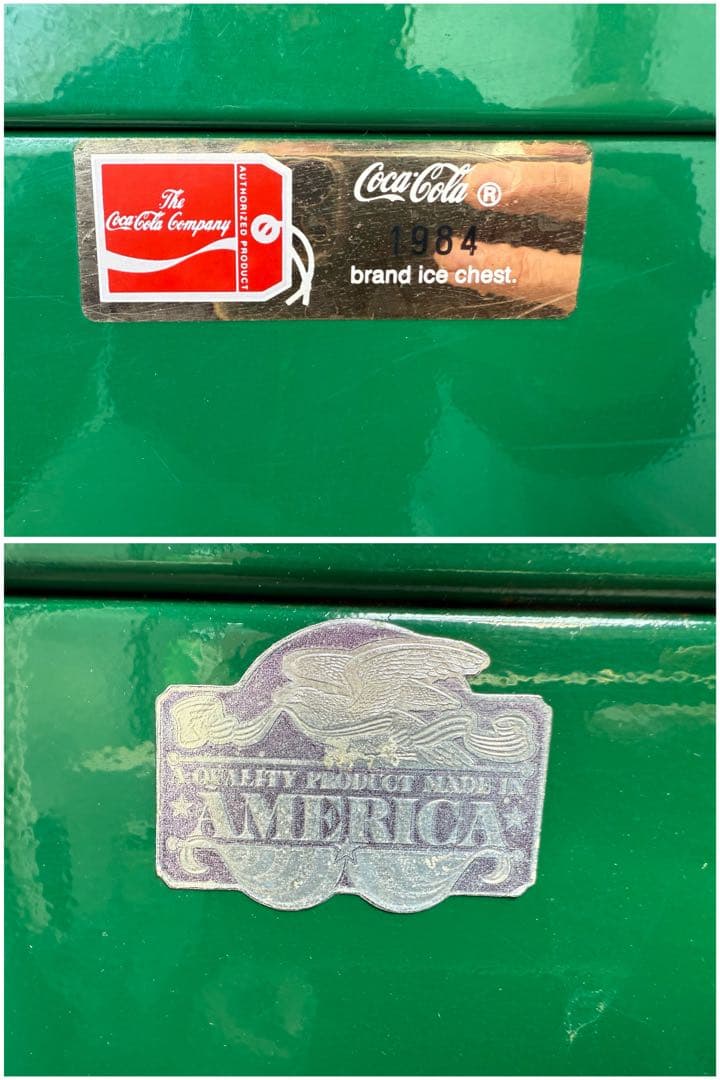 The
Coca-Cola Company
AUTHORIZED PRODUCT
Coca-Cola ®
1984
brand ice chest.
QUALITY PRODUCT MADE IN
AMERICA